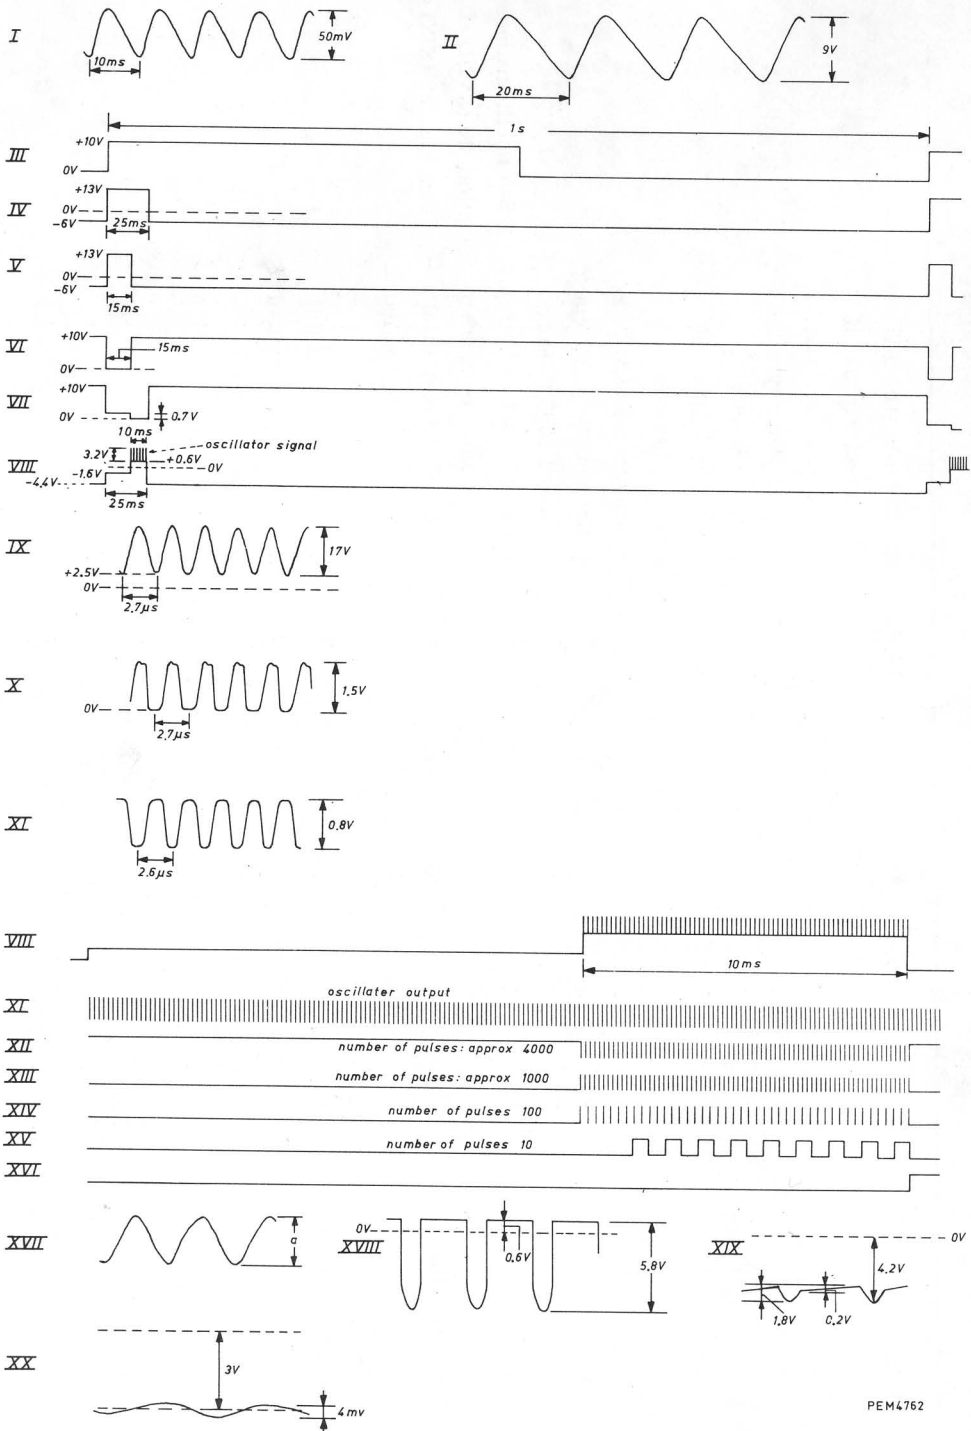 I
50mV
10ms
II
9V
20ms
1s
III
+10V
0V
IV
+13V
0V
-6V
25ms
V
+13V
0V
-6V
15ms
VI
+10V
0V
15ms
VII
+10V
0V
0.7V
10ms
oscillator signal
VIII
3.2V
+0.6V
0V
-1.6V
-4.4V
25ms
IX
17V
+2.5V
0V
2.7µs
X
1.5V
0V
2.7µs
XI
0.8V
2.6µs
VIII
10ms
oscillater output
XI
XII
number of pulses: approx 4000
XIII
number of pulses: approx 1000
XIV
number of pulses 100
XV
number of pulses 10
XVI
XVII
a
XVIII
0V
0.6V
5.8V
XIX
0V
4.2V
1.8V
0.2V
XX
3V
4mv
PEM4762